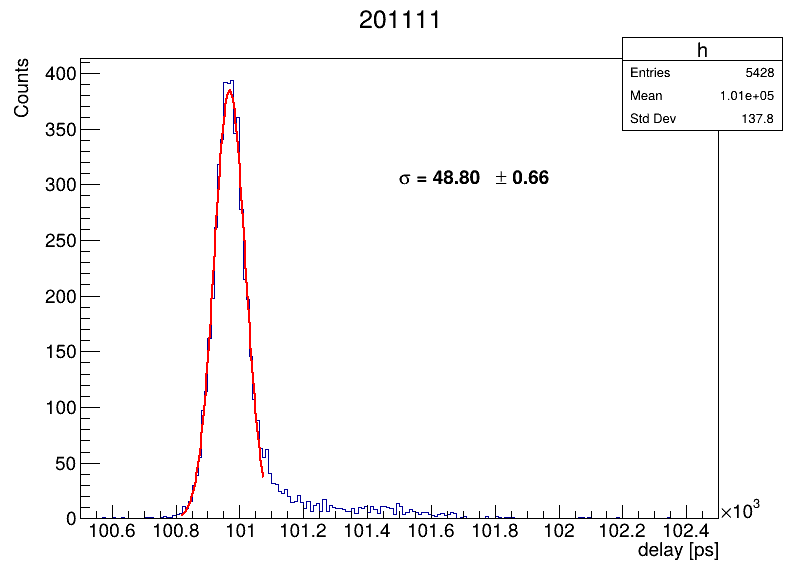 201111
h
Entries 5428
Mean 1.01e+05
Std Dev 137.8
Counts
400
350
300
250
200
150
100
50
0
σ = 48.80 ± 0.66
100.6 100.8 101 101.2 101.4 101.6 101.8 102 102.2 102.4
×10³
delay [ps]